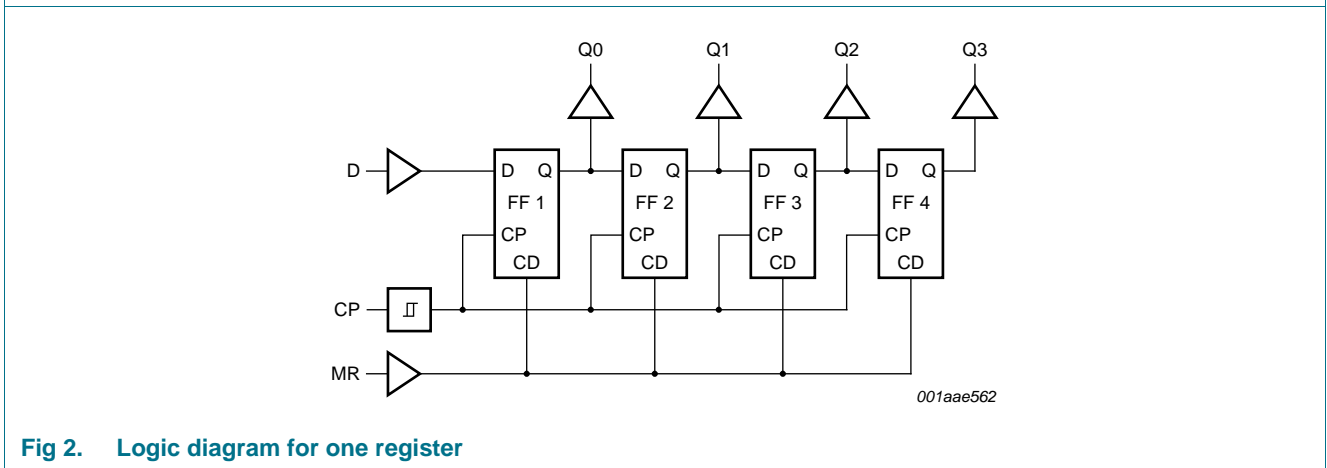 Q0 Q1 Q2 Q3
D D Q D Q D Q D Q
FF 1 FF 2 FF 3 FF 4
CP CP CP CP
CD CD CD CD
CP
MR
001aae562
Fig 2. Logic diagram for one register